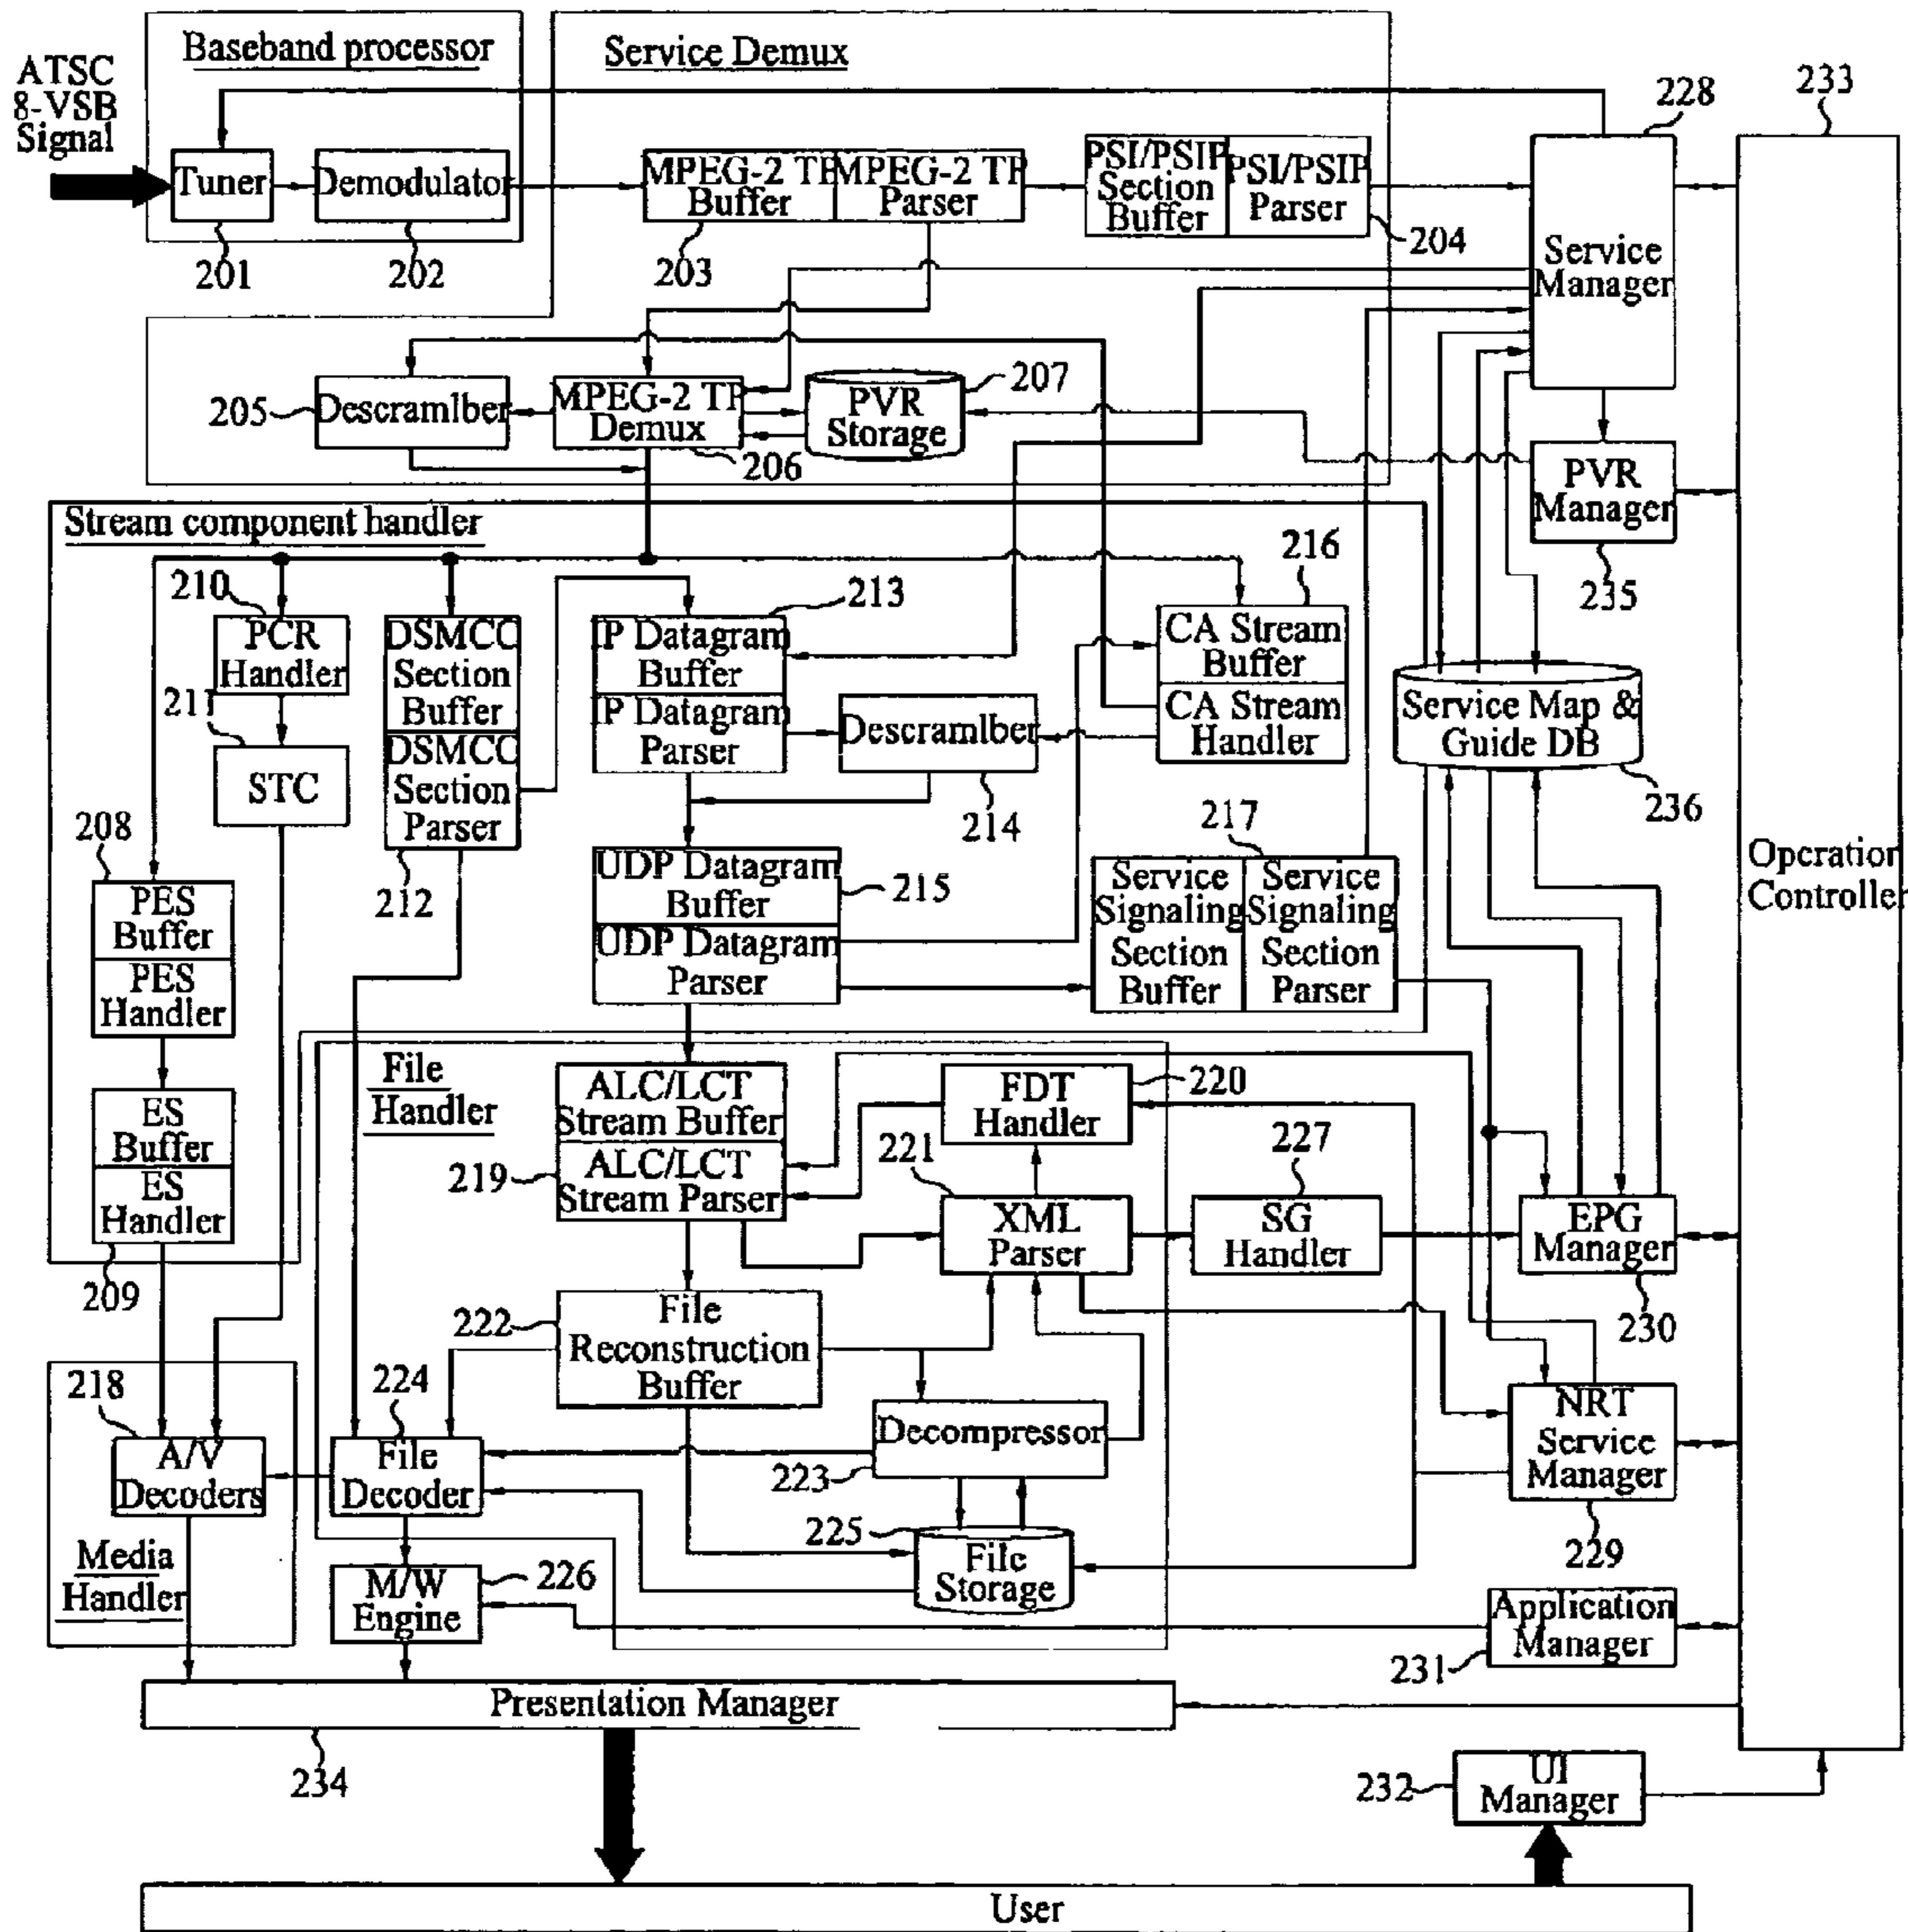 Baseband processor
Service Demux
ATSC
8-VSB
Signal
228
233
Tuner
Demodulator
MPEG-2 TP
Buffer
MPEG-2 TP
Parser
PSI/PSIP
Section
Buffer
PSI/PSIP
Parser
201
202
203
204
Service
Manager
205
Descramlber
MPEG-2 TP
Demux
206
PVR
Storage
207
PVR
Manager
235
Stream component handler
210
PCR
Handler
211
STC
DSMCC
Section
Buffer
DSMCC
Section
Parser
212
213
IP Datagram
Buffer
IP Datagram
Parser
Descramlber
214
216
CA Stream
Buffer
CA Stream
Handler
Service Map &
Guide DB
236
Operation
Controller
208
PES
Buffer
PES
Handler
UDP Datagram
Buffer
UDP Datagram
Parser
215
217
Service
Signaling
Section
Buffer
Service
Signaling
Section
Parser
ES
Buffer
ES
Handler
209
File
Handler
ALC/LCT
Stream Buffer
ALC/LCT
Stream Parser
219
FDT
Handler
220
221
XML
Parser
227
SG
Handler
EPG
Manager
230
222
File
Reconstruction
Buffer
Decompressor
223
NRT
Service
Manager
229
218
A/V
Decoders
224
File
Decoder
225
File
Storage
Media
Handler
M/W
Engine
226
Application
Manager
231
Presentation Manager
234
232
UI
Manager
User